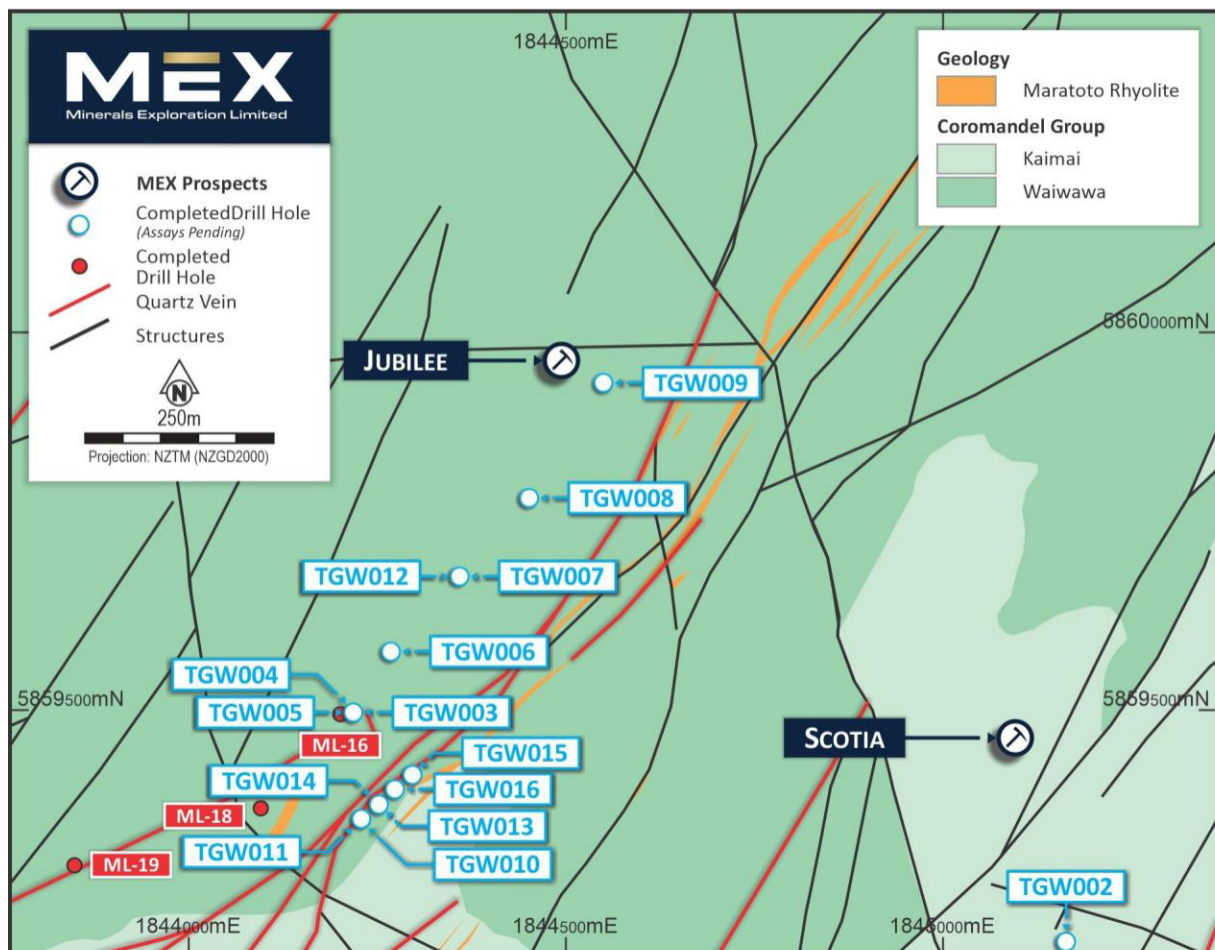 MEX
Minerals Exploration Limited
MEX Prospects
CompletedDrill Hole
(Assays Pending)
Completed
Drill Hole
Quartz Vein
Structures
N
250m
Projection: NZTM (NZGD2000)
1844500mE
Geology
Maratoto Rhyolite
Coromandel Group
Kaimai
Waiwawa
5860000mN
JUBILEE
TGW009
TGW008
TGW012
TGW007
TGW006
TGW004
5859500mN
TGW005
TGW003
5859500mN
SCOTIA
ML-16
TGW015
TGW014
TGW016
ML-18
TGW013
TGW011
ML-19
TGW010
TGW002
1844000mE
1844500mE
1845000mE